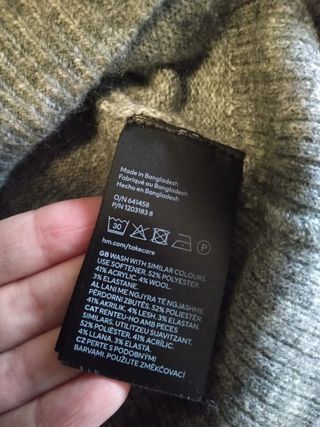 Made in Bangladesh
Fabriqué au Bangladesh
Hecho en Bangladesh
O/N 641458
P/N 1203183 8
30
P
hm.com/takecare
GB WASH WITH SIMILAR COLOURS.
USE SOFTENER. 52% POLYESTER.
41% ACRYLIC. 4% WOOL.
3% ELASTANE.
AL LANI ME NGJYRA TË NGJASHME.
PËRDORNI ZBUTËS. 52% POLIESTER.
41% AKRILIK. 4% LESH. 3% ELASTAN.
CAT RENTEU-HO AMB PECES
SIMILARS. UTILITZEU SUAVITZANT.
52% POLIÈSTER. 41% ACRÍLIC.
4% LLANA. 3% ELASTÀ.
CZ PERTE S PODOBNÝMI
BARVAMI. POUŽIJTE ZMĚKČOVAČ